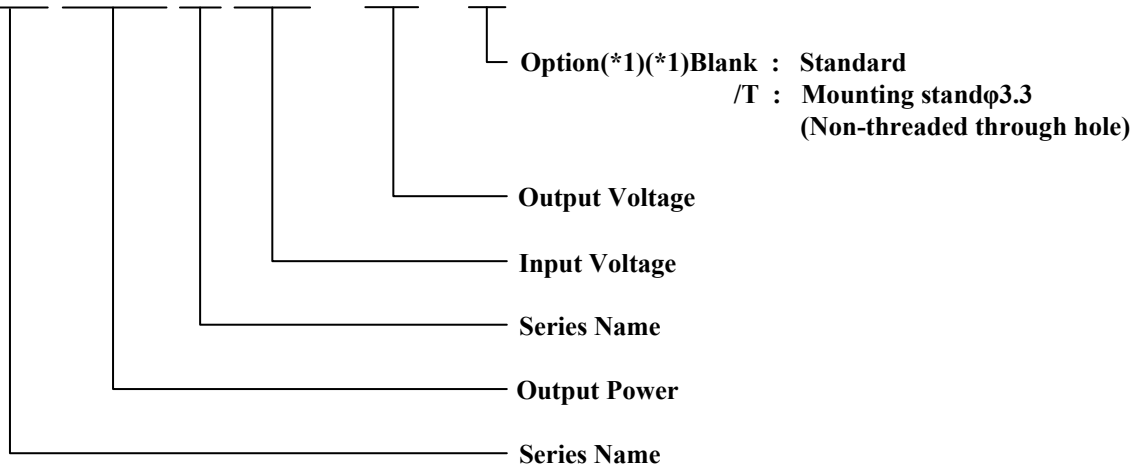 Option(*1)(*1)Blank : Standard
/T : Mounting standφ3.3
(Non-threaded through hole)
Output Voltage
Input Voltage
Series Name
Output Power
Series Name